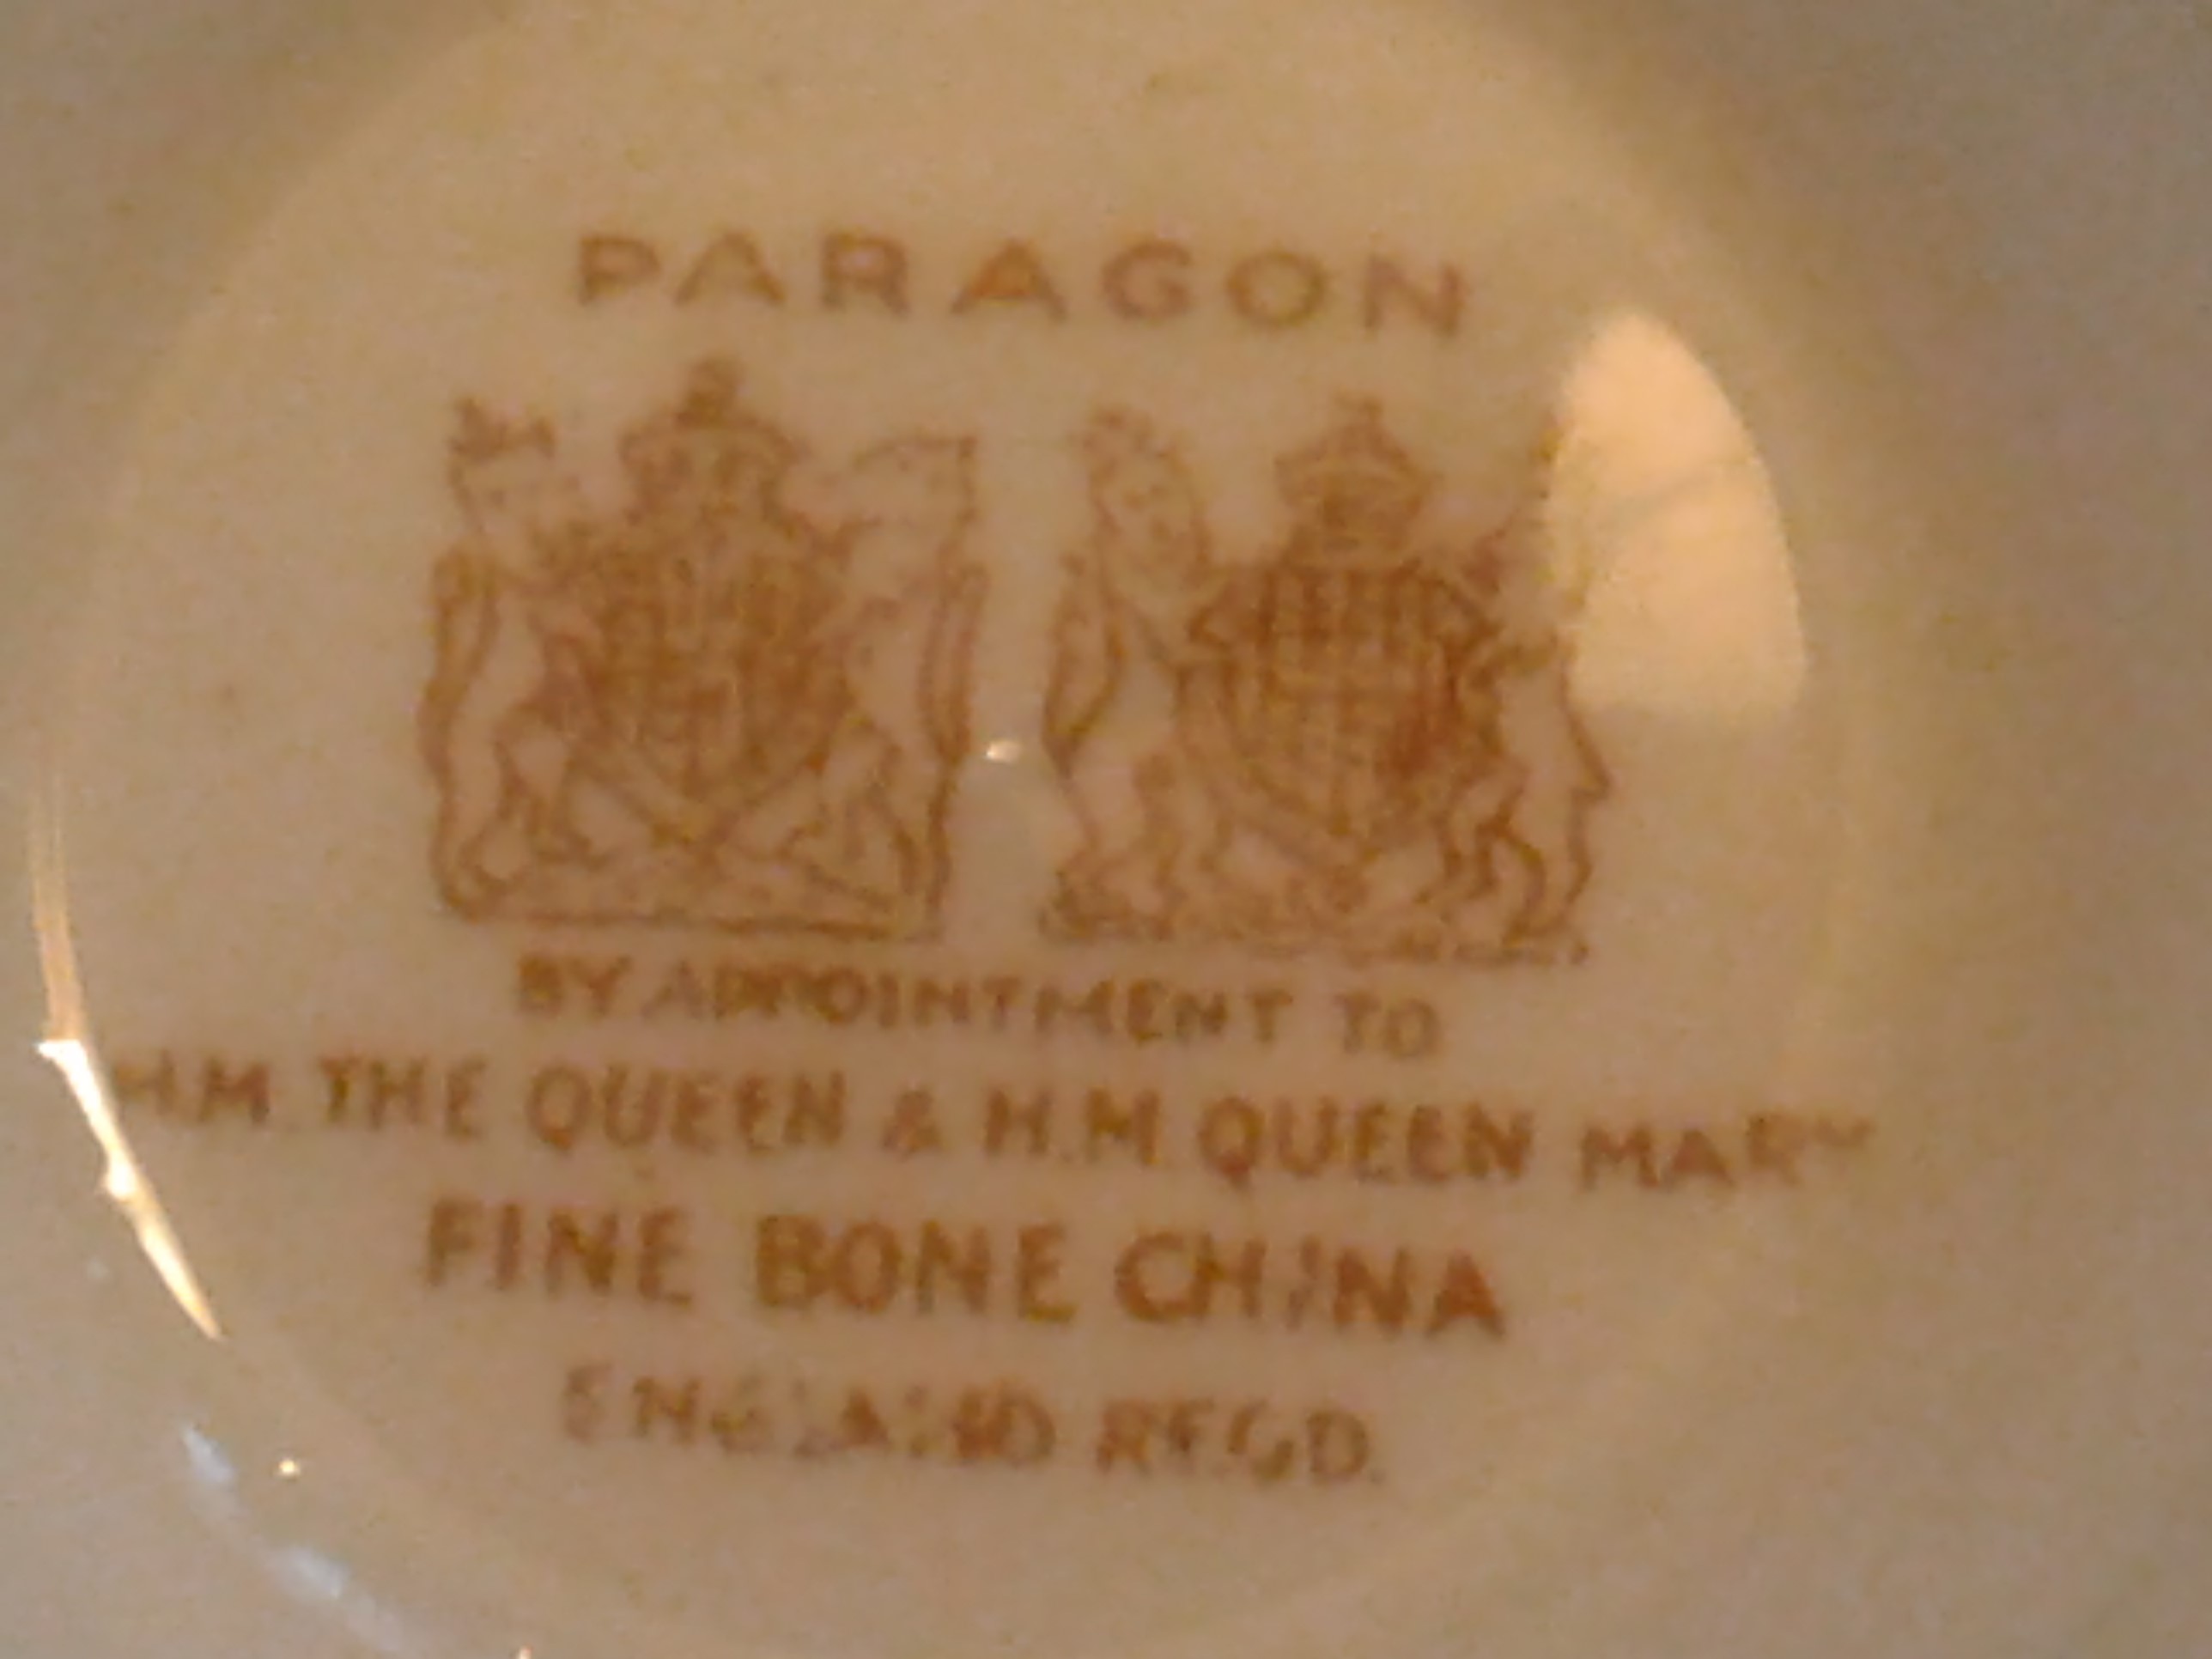 PARAGON
BY APPOINTMENT TO
H.M. THE QUEEN & H.M. QUEEN MARY
FINE BONE CHINA
ENGLAND REGD.